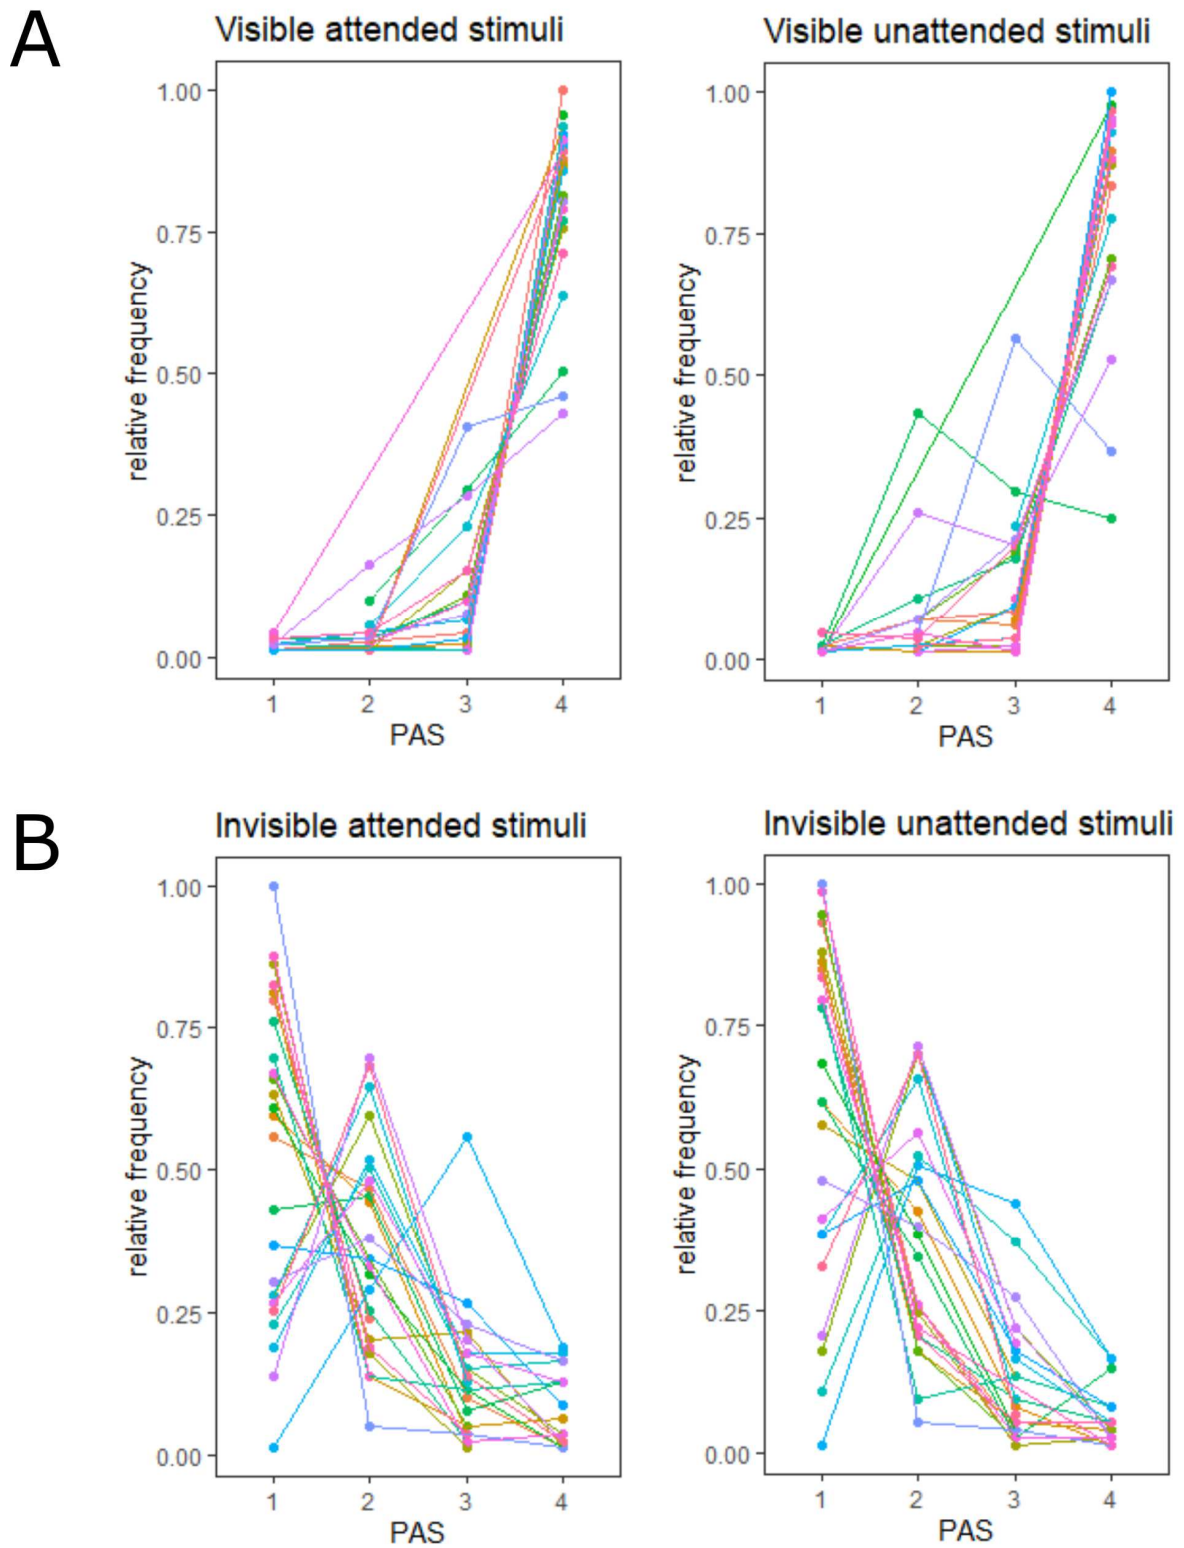 A
Visible attended stimuli
Visible unattended stimuli
1.00
0.75
0.50
0.25
0.00
relative frequency
1 2 3 4
PAS
1.00
0.75
0.50
0.25
0.00
relative frequency
1 2 3 4
PAS
B
Invisible attended stimuli
Invisible unattended stimuli
1.00
0.75
0.50
0.25
0.00
relative frequency
1 2 3 4
PAS
1.00
0.75
0.50
0.25
0.00
relative frequency
1 2 3 4
PAS